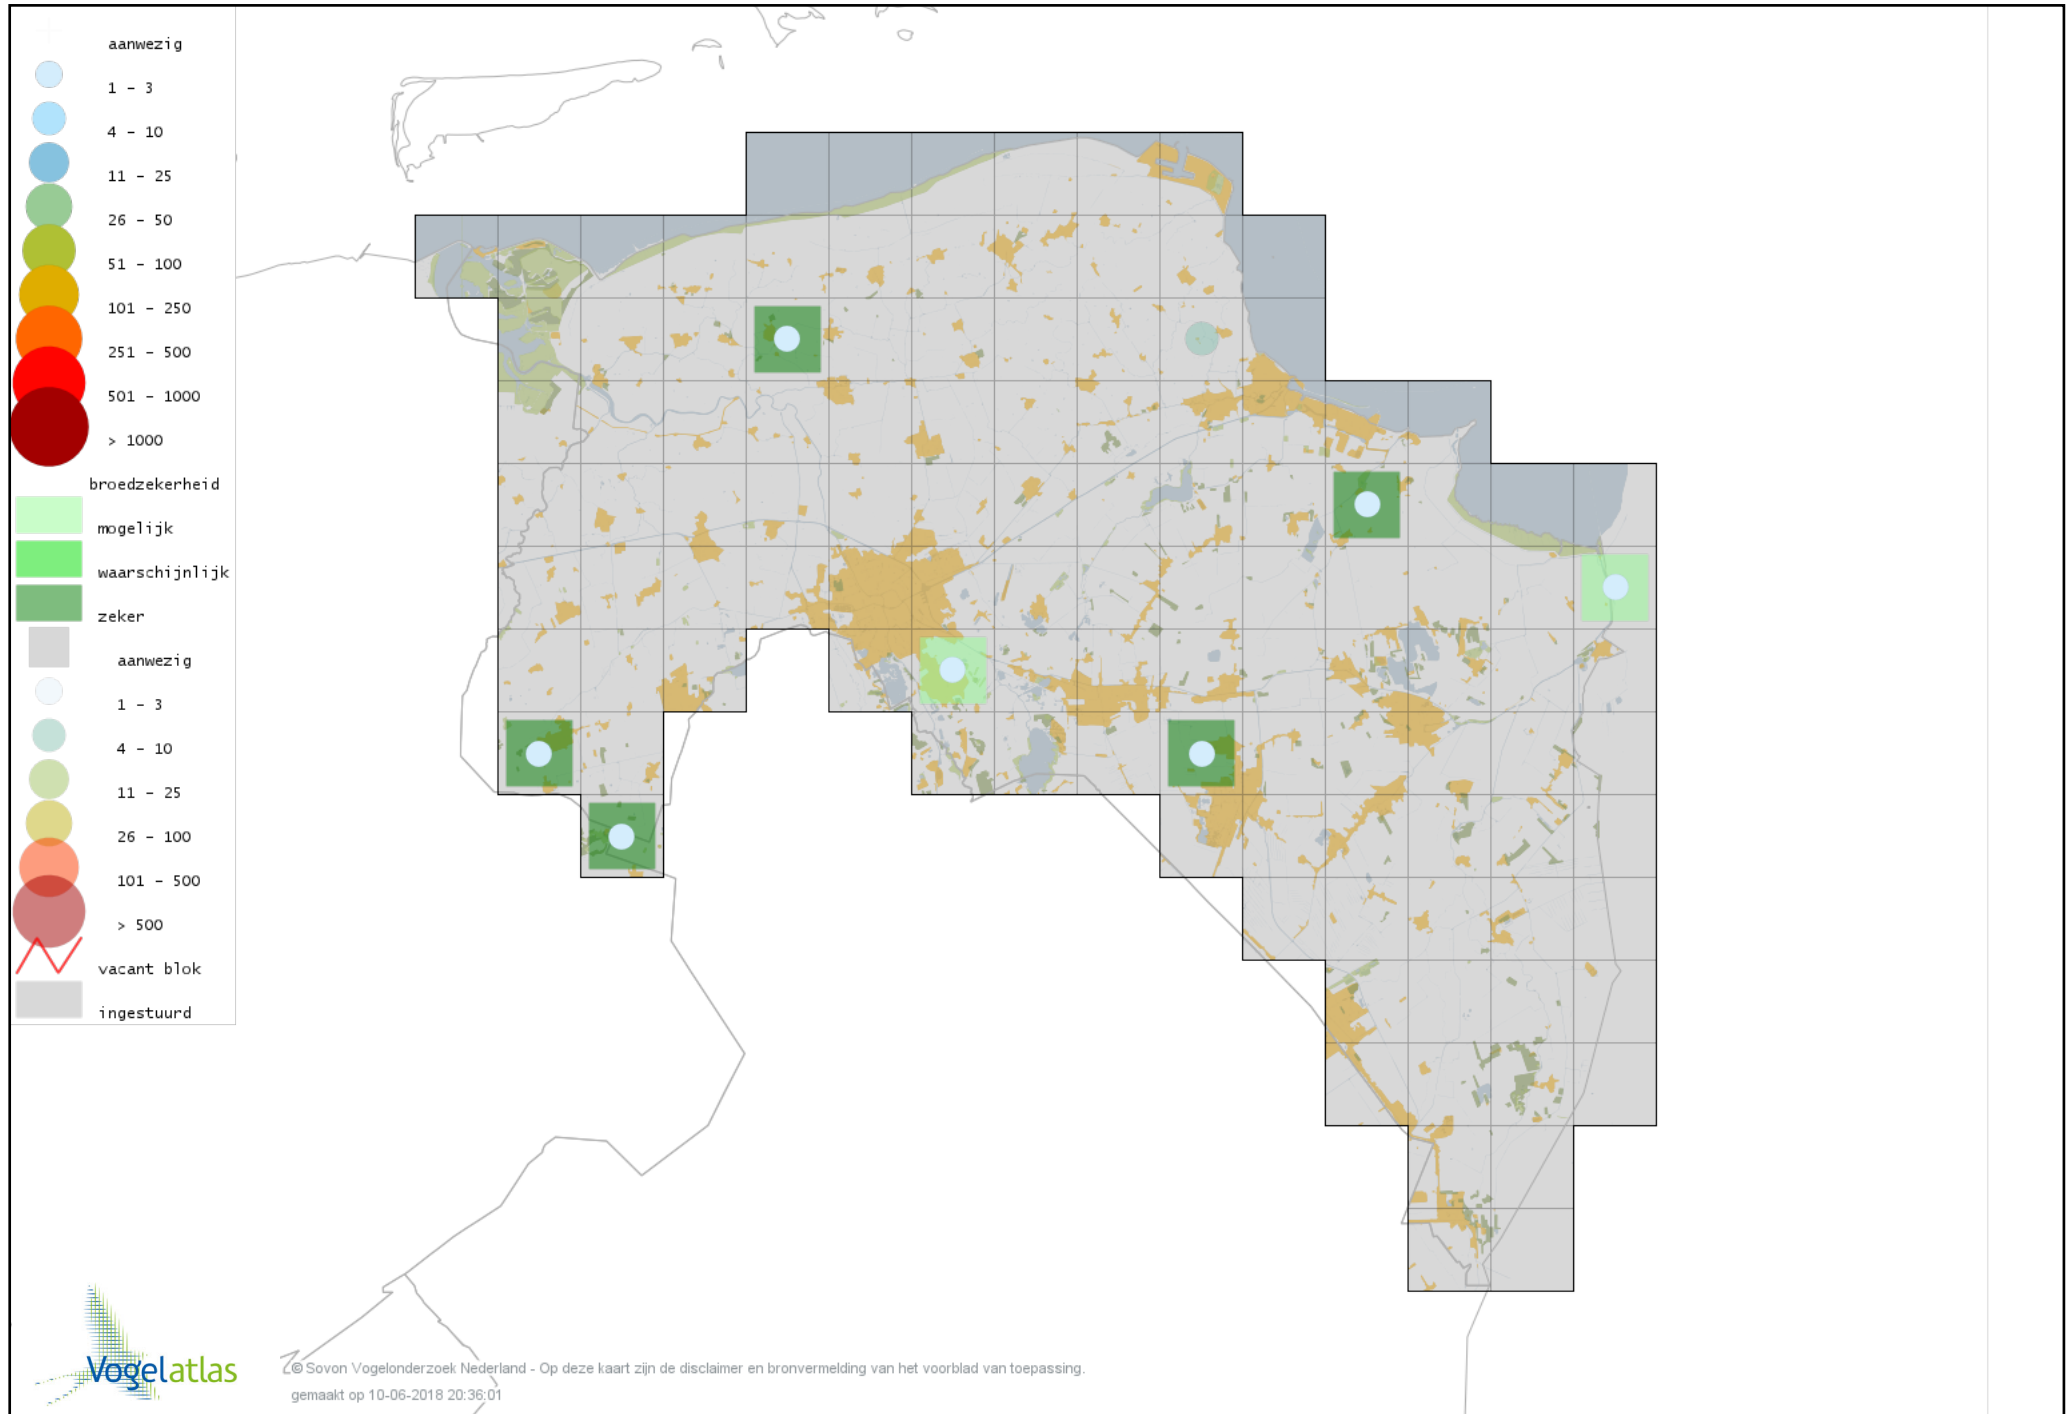 aanwezig
1 - 3
4 - 10
11 - 25
26 - 50
51 - 100
101 - 250
251 - 500
501 - 1000
> 1000
broedzekerheid
mogelijk
waarschijnlijk
zeker
aanwezig
1 - 3
4 - 10
11 - 25
26 - 100
101 - 500
> 500
vacant blok
ingestuurd
Vogelatlas
© Sovon Vogelonderzoek Nederland - Op deze kaart zijn de disclaimer en bronvermelding van het voorblad van toepassing.
gemaakt op 10-06-2018 20:36:01